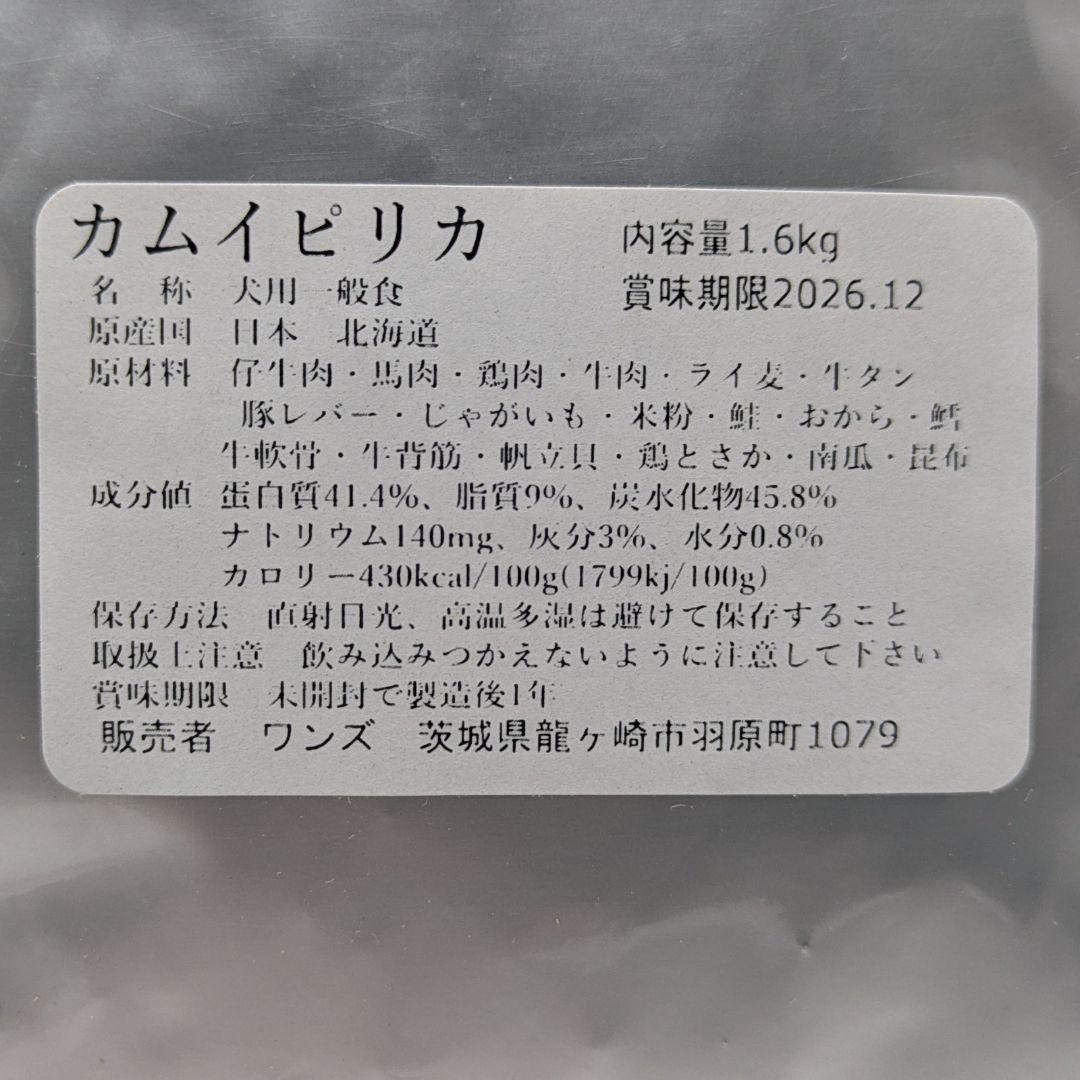 カムイピリカ 内容量1.6kg
名　称　犬用一般食 賞味期限2026.12
原産国　日本　北海道
原材料　仔牛肉・馬肉・鶏肉・牛肉・ライ麦・牛タン
豚レバー・じゃがいも・米粉・鮭・おから・鱈
牛軟骨・牛背筋・帆立貝・鶏とさか・南瓜・昆布
成分値　蛋白質41.4%、脂質9%、炭水化物45.8%
ナトリウム140mg、灰分3%、水分0.8%
カロリー430kcal/100g(1799kj/100g)
保存方法　直射日光、高温多湿は避けて保存すること
取扱上注意　飲み込みつかえないように注意して下さい
賞味期限　未開封で製造後1年
販売者　ワンズ　茨城県龍ヶ崎市羽原町1079